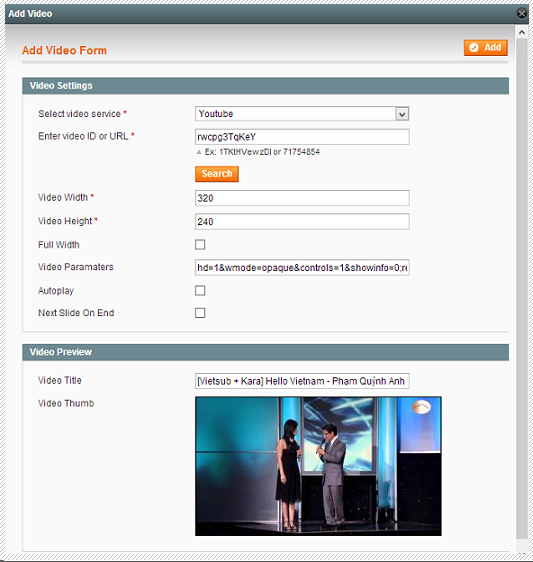 Add Video
Add Video Form
Add
Video Settings
Select video service *
Youtube
Enter video ID or URL *
rwcpg3TqKeY
Ex: 1TKtHVewzDI or 71754854
Search
Video Width *
320
Video Height *
240
Full Width
Video Paramaters
hd=1&wmode=opaque&controls=1&showinfo=0;re
Autoplay
Next Slide On End
Video Preview
Video Title
[Vietsub + Kara] Hello Vietnam - Pham Quỳnh Anh
Video Thumb